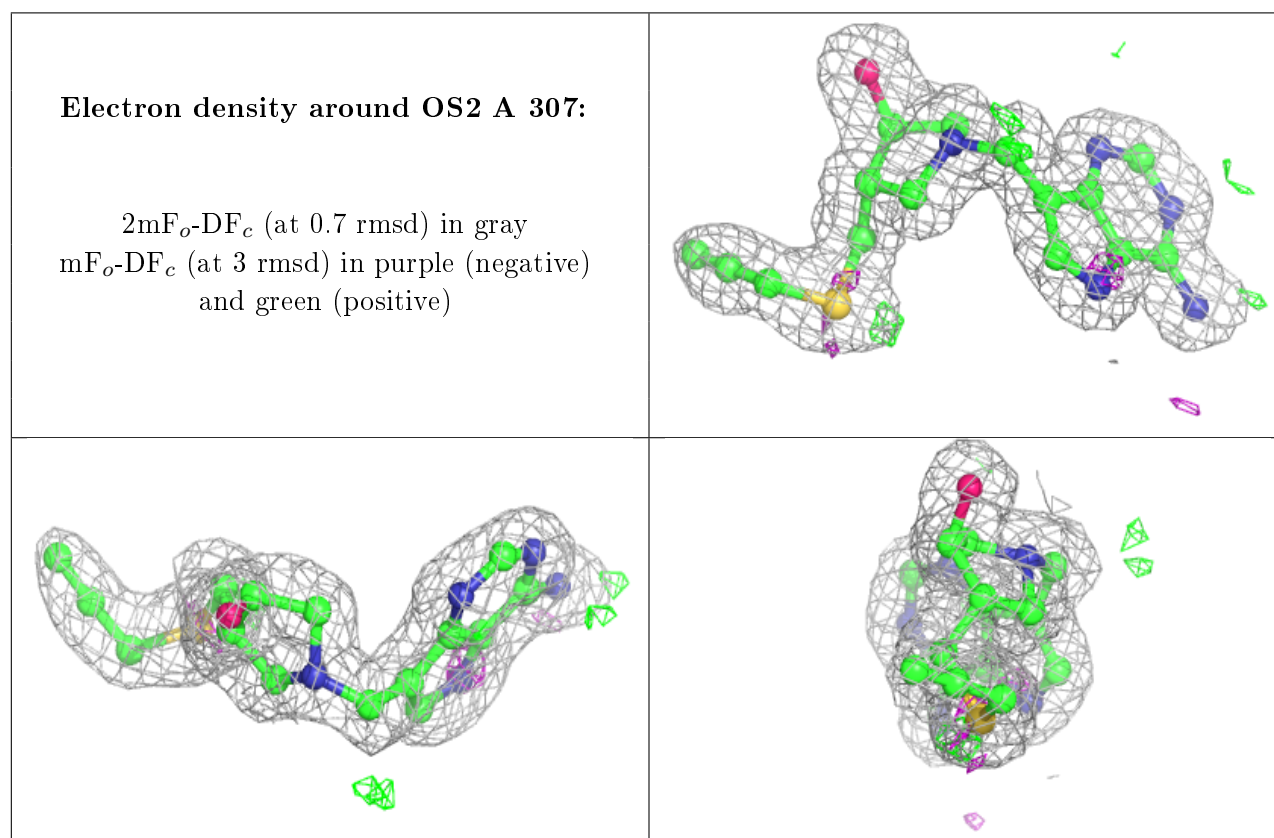 Electron density around OS2 A 307:
2mFo-DFc (at 0.7 rmsd) in gray
mFo-DFc (at 3 rmsd) in purple (negative)
and green (positive)